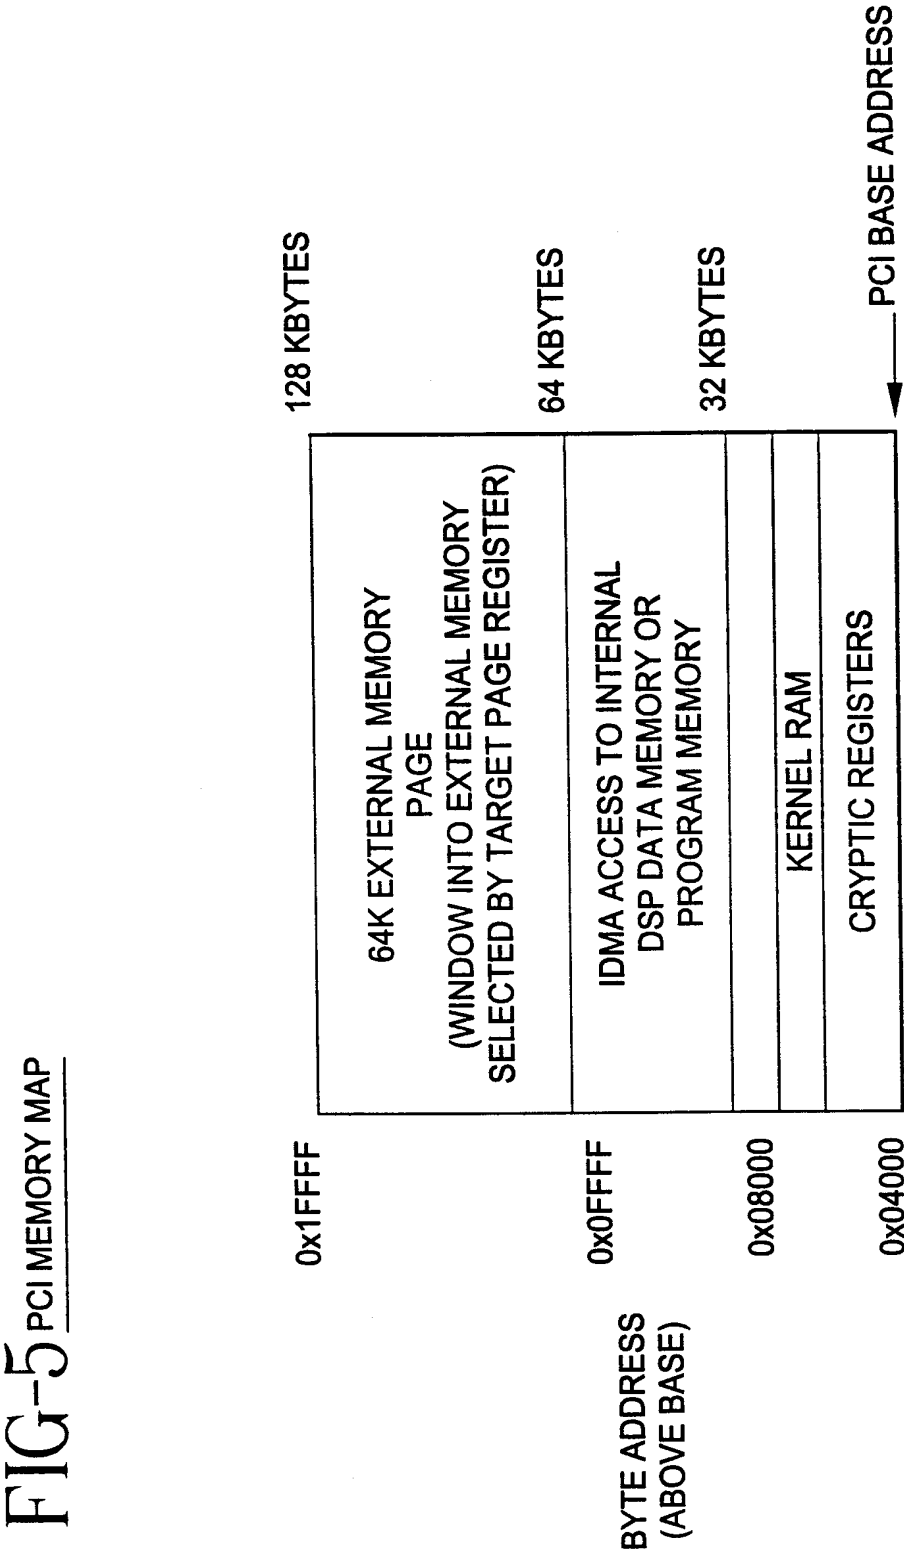 FIG-5 PCI MEMORY MAP
128 KBYTES
0x1FFFF
64K EXTERNAL MEMORY
PAGE
(WINDOW INTO EXTERNAL MEMORY
SELECTED BY TARGET PAGE REGISTER)
64 KBYTES
0x0FFFF
IDMA ACCESS TO INTERNAL
DSP DATA MEMORY OR
PROGRAM MEMORY
BYTE ADDRESS
(ABOVE BASE)
32 KBYTES
0x08000
KERNEL RAM
CRYPTIC REGISTERS
0x04000
PCI BASE ADDRESS